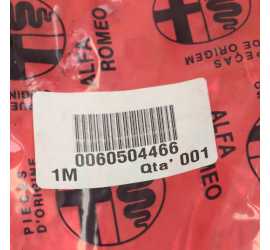 ALFA
ROMEO
PEÇAS
DE ORIGEM
0060504466
1M
Qta' 001
PIECES
D'ORIGINE
ALFA
ROMEO